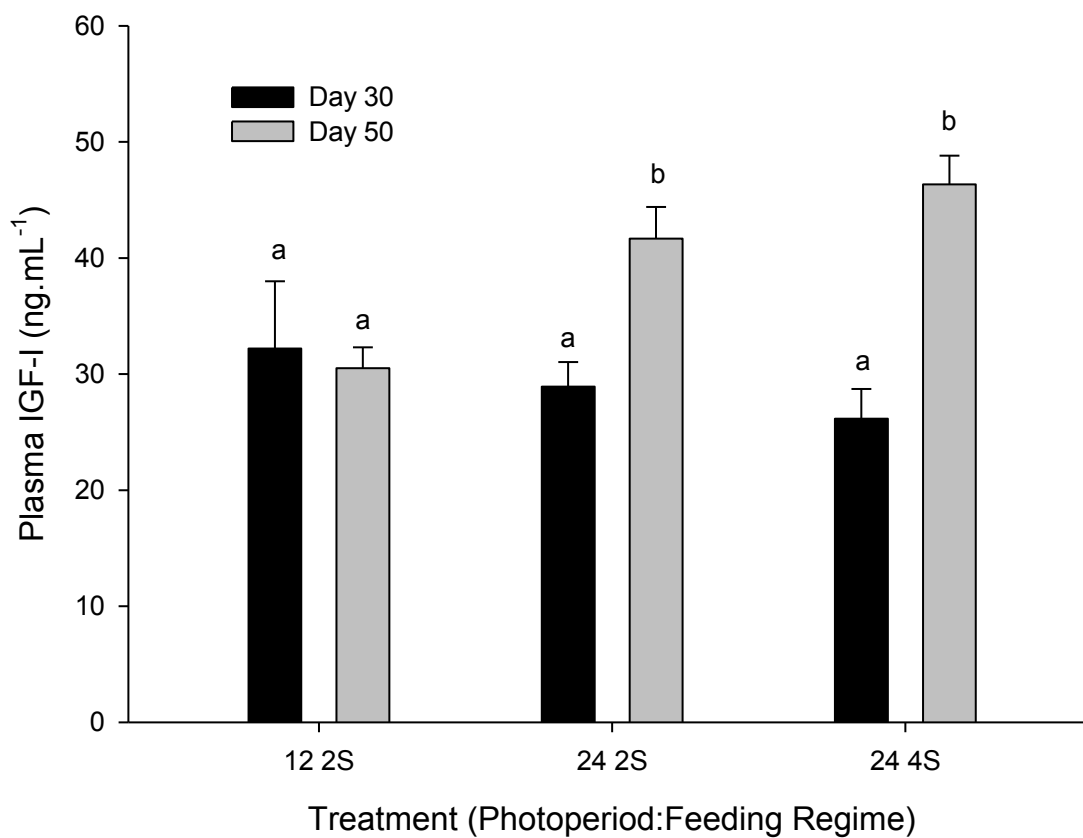 60
50
40
30
20
10
0
Plasma IGF-I (ng.mL⁻¹)
Day 30
Day 50
a
a
a
b
a
b
12 2S
24 2S
24 4S
Treatment (Photoperiod:Feeding Regime)